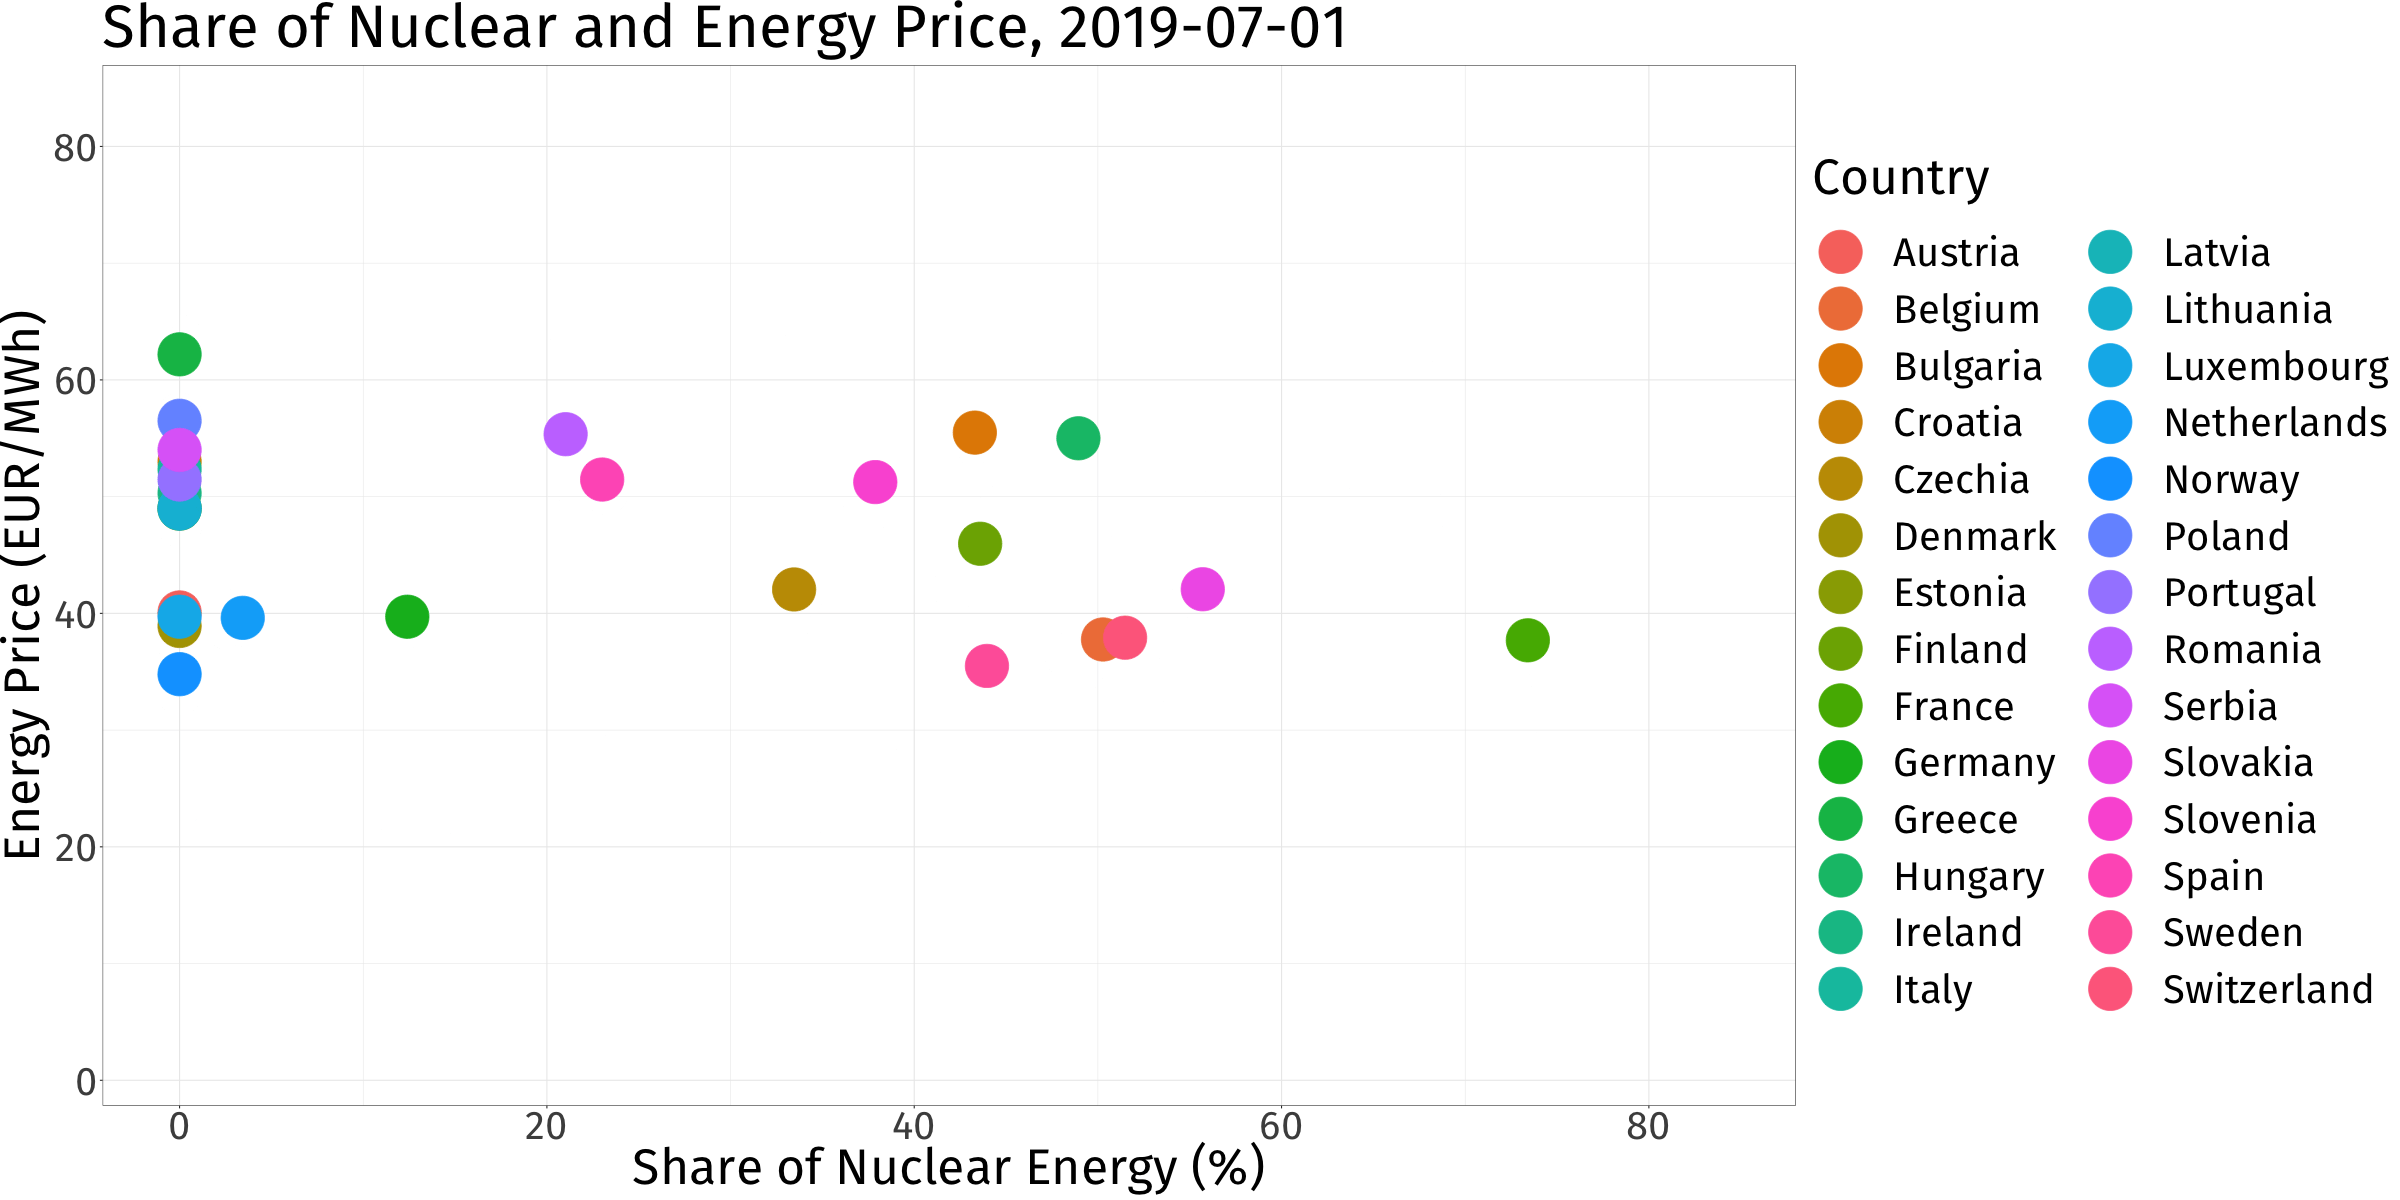 Share of Nuclear and Energy Price, 2019-07-01
Energy Price (EUR/MWh)
80
60
40
20
0
0 20 40 60 80
Share of Nuclear Energy (%)
Country
Austria
Belgium
Bulgaria
Croatia
Czechia
Denmark
Estonia
Finland
France
Germany
Greece
Hungary
Ireland
Italy
Latvia
Lithuania
Luxembourg
Netherlands
Norway
Poland
Portugal
Romania
Serbia
Slovakia
Slovenia
Spain
Sweden
Switzerland